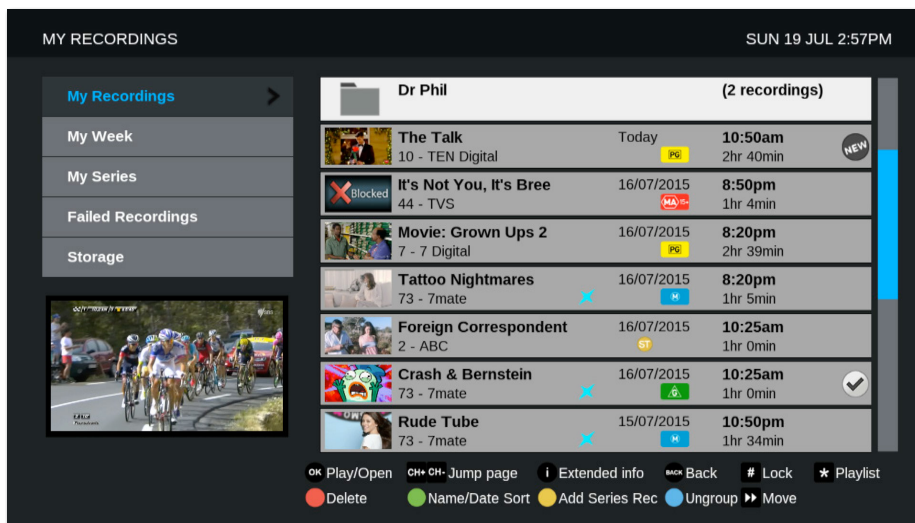 MY RECORDINGS SUN 19 JUL 2:57PM
My Recordings
My Week
My Series
Failed Recordings
Storage
Dr Phil (2 recordings)
The Talk Today 10:50am
10 - TEN Digital PG 2hr 40min NEW
Blocked
It's Not You, It's Bree 16/07/2015 8:50pm
44 - TVS MA 15+ 1hr 4min
Movie: Grown Ups 2 16/07/2015 8:20pm
7 - 7 Digital PG 2hr 39min
Tattoo Nightmares 16/07/2015 8:20pm
73 - 7mate M 1hr 5min
Foreign Correspondent 16/07/2015 10:25am
2 - ABC ST 1hr 0min
Crash & Bernstein 16/07/2015 10:25am
73 - 7mate G 1hr 0min
Rude Tube 15/07/2015 10:50pm
73 - 7mate M 1hr 34min
OK Play/Open CH+ CH- Jump page i Extended info BACK Back # Lock * Playlist
Delete Name/Date Sort Add Series Rec Ungroup Move